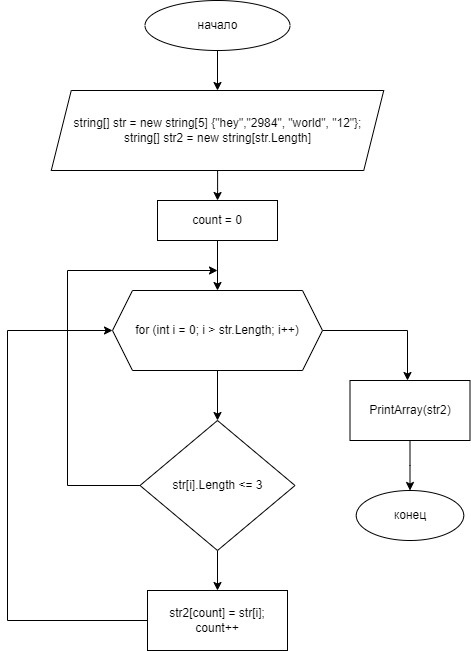 начало
string[] str = new string[5] {"hey","2984", "world", "12"};
string[] str2 = new string[str.Length]
count = 0
for (int i = 0; i > str.Length; i++)
PrintArray(str2)
str[i].Length <= 3
конец
str2[count] = str[i];
count++